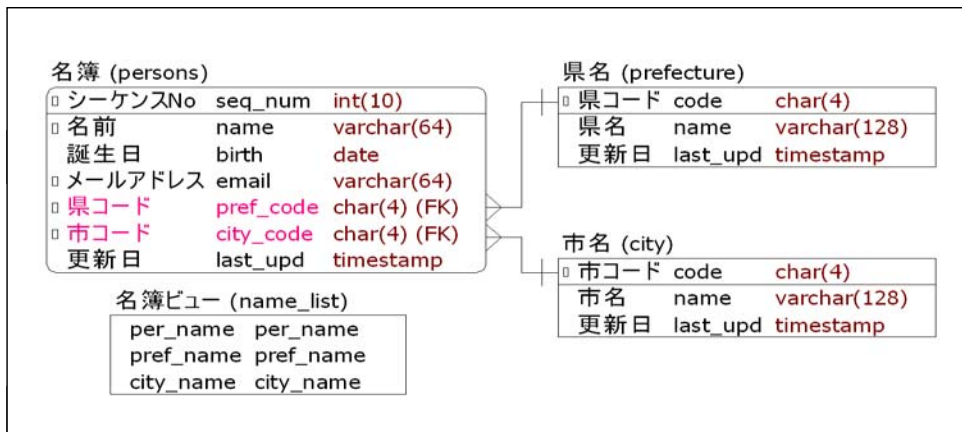 名簿 (persons)
シーケンスNo seq_num int(10)
名前 name varchar(64)
誕生日 birth date
メールアドレス email varchar(64)
県コード pref_code char(4) (FK)
市コード city_code char(4) (FK)
更新日 last_upd timestamp
名簿ビュー (name_list)
per_name per_name
pref_name pref_name
city_name city_name
県名 (prefecture)
県コード code char(4)
県名 name varchar(128)
更新日 last_upd timestamp
市名 (city)
市コード code char(4)
市名 name varchar(128)
更新日 last_upd timestamp